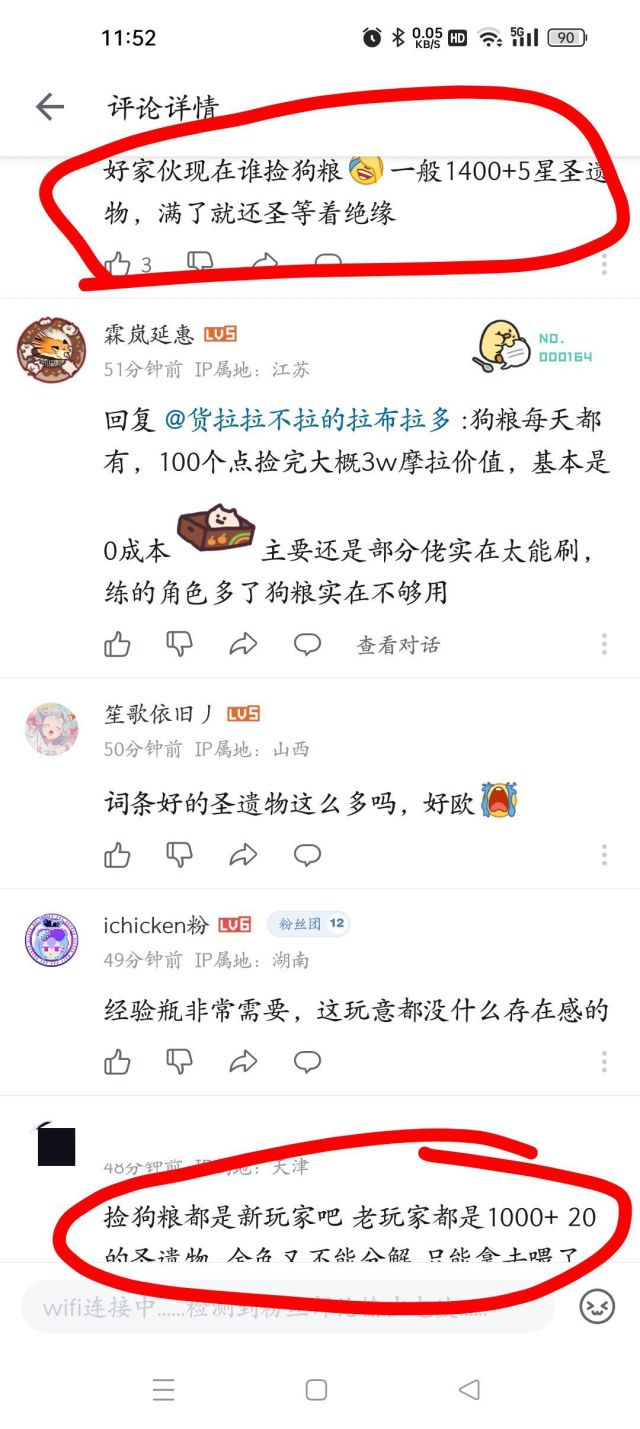 11:52
0.05
KB/S
HD
5G
90
评论详情
好家伙现在谁捡狗粮 一般1400+5星圣遗
物，满了就还圣等着绝缘
3
霖岚延惠 LV5
NO.
000164
51分钟前 IP属地：江苏
回复 @货拉拉不拉的拉布拉多 :狗粮每天都
有，100个点捡完大概3w摩拉价值，基本是
0成本 主要还是部分佬实在太能刷，
练的角色多了狗粮实在不够用
查看对话
笙歌依旧丿 LV5
50分钟前 IP属地：山西
词条好的圣遗物这么多吗，好欧
ichicken粉 LV6 粉丝团 12
49分钟前 IP属地：湖南
经验瓶非常需要，这玩意都没什么存在感的
48分钟前 IP属地：天津
捡狗粮都是新玩家吧 老玩家都是1000+ 20
的圣遗物 金色又不能分解 只能拿去喂了
wifi连接中......检测到粉丝